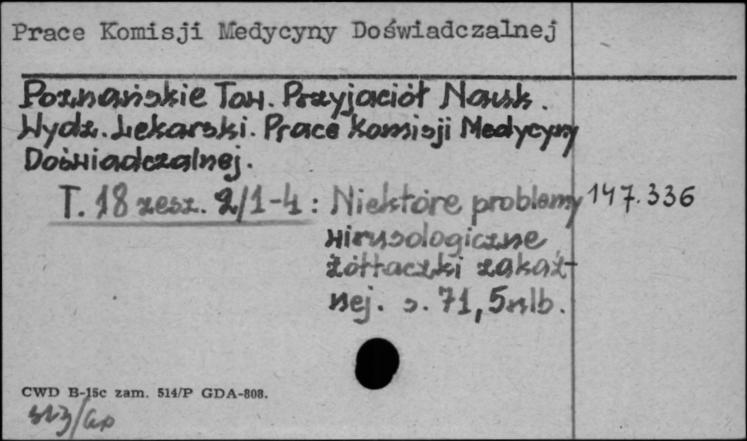 Prace Komisji Medycyny Doświadczalnej
Poznańskie Tow. Przyjaciół Nauk.
Wydz. Lekarski. Prace Komisji Medycyny
Doświadczalnej.
T. 18 zesz. 2/1-4: Niektóre problemy 147.336
wirusologiczne
żółtaczki zakaź-
nej. s. 71, 5nlb.
CWD B-15c zam. 514/P GDA-808.